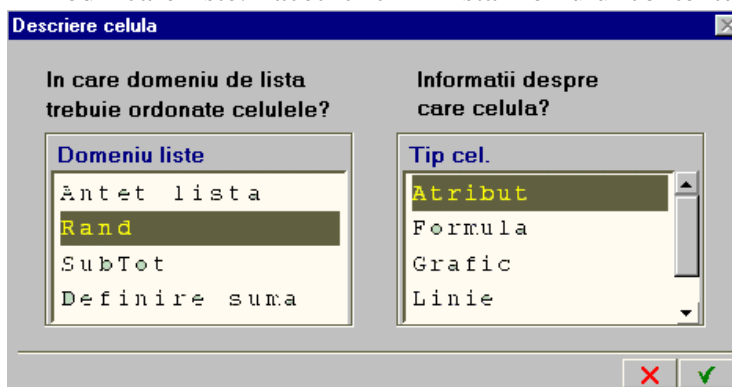 Descriere celula
In care domeniu de lista
trebuie ordonate celulele?
Domeniu liste
Antet lista
Rand
SubTot
Definire suma
Informatii despre
care celula?
Tip cel.
Atribut
Formula
Grafic
Linie